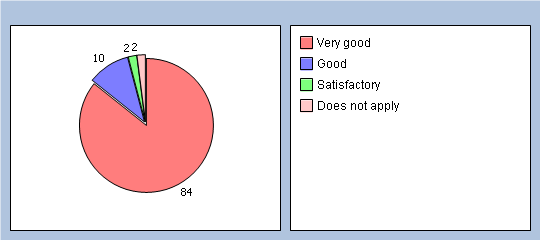 2 2
10
84
Very good
Good
Satisfactory
Does not apply